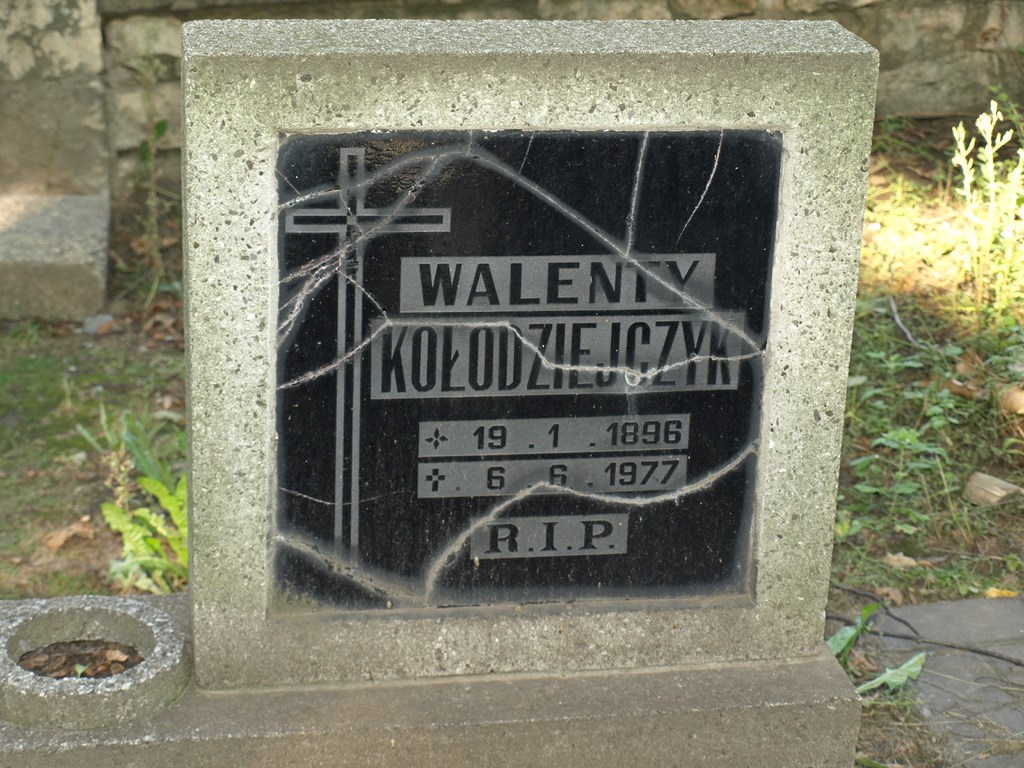 WALENTY
KOŁODZIEJCZYK
19 . 1 . 1896
✝ 6 . 6 . 1977
R.I.P.